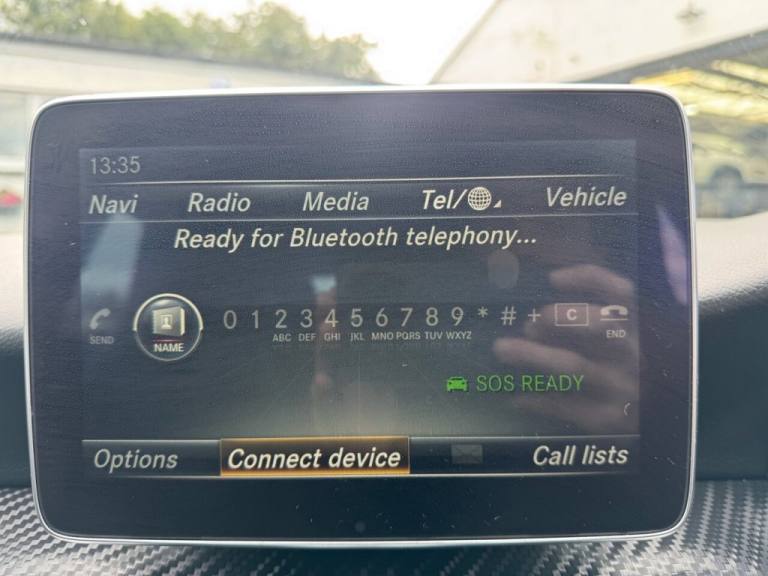 13:35
Navi Radio Media Tel/ Vehicle
Ready for Bluetooth telephony...
SEND NAME 0 1 2 3 4 5 6 7 8 9 * # + C END
ABC DEF GHI JKL MNO PQRS TUV WXYZ
SOS READY
Options Connect device Call lists